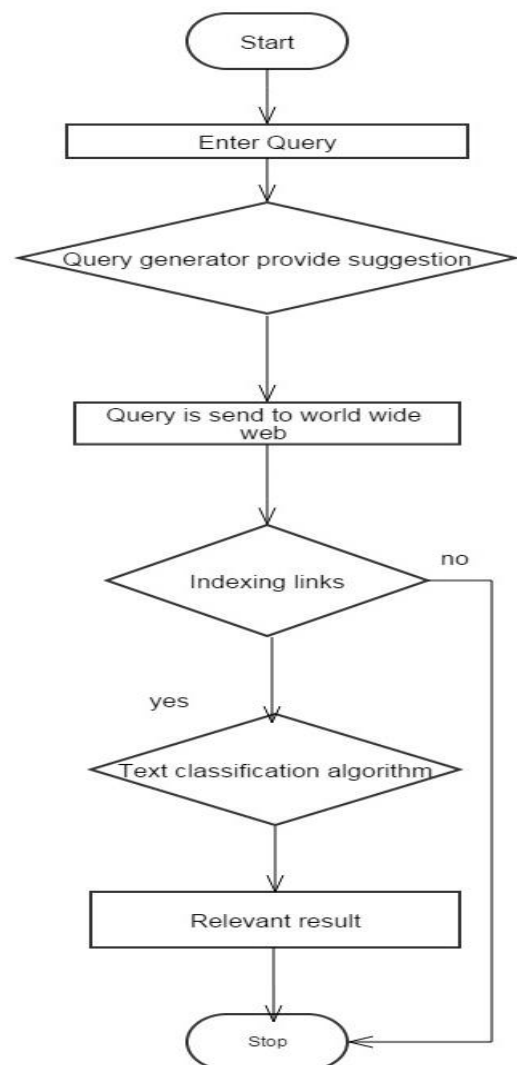 Start
Enter Query
Query generator provide suggestion
Query is send to world wide
web
Indexing links
no
yes
Text classification algorithm
Relevant result
Stop